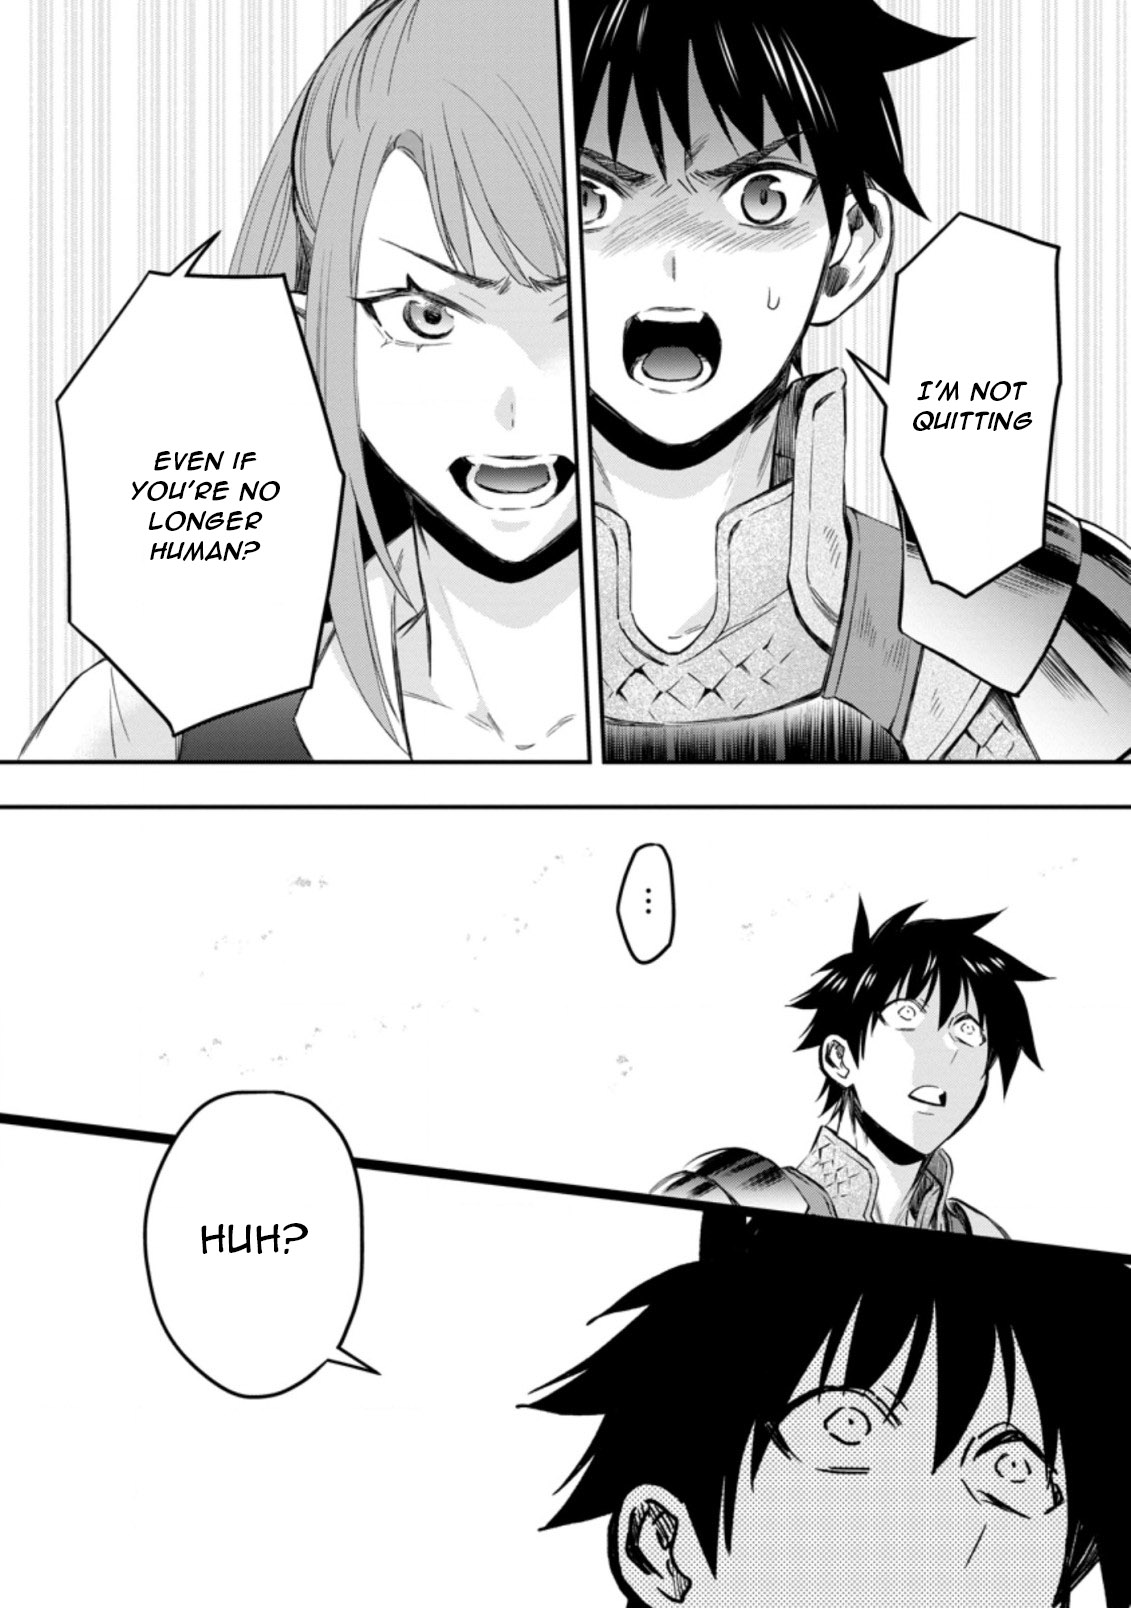 I'M NOT
QUITTING
EVEN IF
YOU'RE NO
LONGER
HUMAN?
...
HUH?